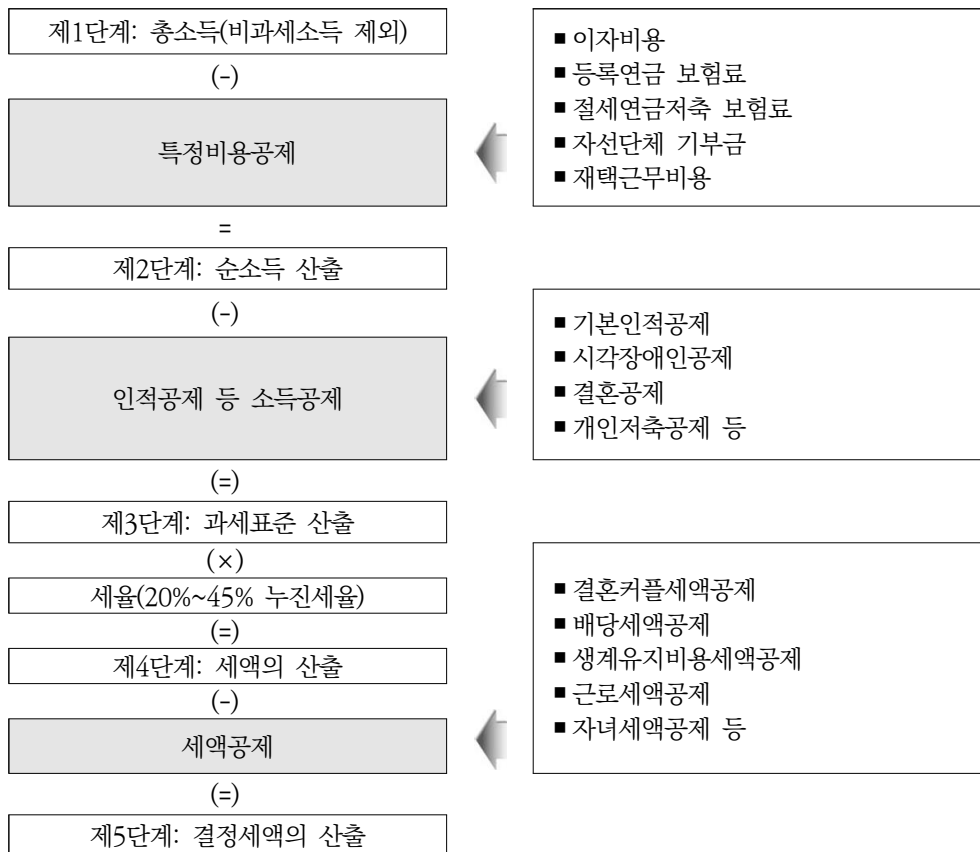 제1단계: 총소득(비과세소득 제외)
(-)
특정비용공제
■ 이자비용
■ 등록연금 보험료
■ 절세연금저축 보험료
■ 자선단체 기부금
■ 재택근무비용
=
제2단계: 순소득 산출
(-)
인적공제 등 소득공제
■ 기본인적공제
■ 시각장애인공제
■ 결혼공제
■ 개인저축공제 등
(=)
제3단계: 과세표준 산출
(×)
세율(20%~45% 누진세율)
(=)
제4단계: 세액의 산출
(-)
세액공제
■ 결혼커플세액공제
■ 배당세액공제
■ 생계유지비용세액공제
■ 근로세액공제
■ 자녀세액공제 등
(=)
제5단계: 결정세액의 산출